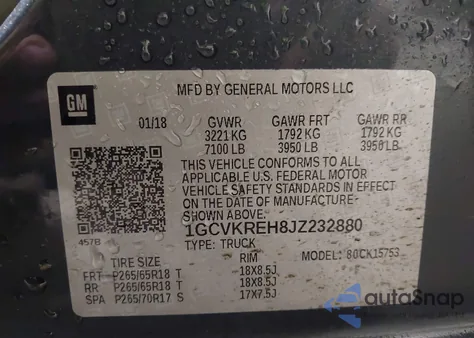 MFD BY GENERAL MOTORS LLC
GM
01/18 GVWR GAWR FRT GAWR RR
3221 KG 1792 KG 1792 KG
7100 LB 3950 LB 3950 LB
THIS VEHICLE CONFORMS TO ALL
APPLICABLE U.S. FEDERAL MOTOR
VEHICLE SAFETY STANDARDS IN EFFECT
ON THE DATE OF MANUFACTURE
SHOWN ABOVE.
1GCVKREH8JZ232880
4578 TYPE: TRUCK MODEL: 80CK15753
TIRE SIZE RIM
FRT P265/65R18 T 18X8.5J
RR P265/65R18 T 18X8.5J
SPA P265/70R17 S 17X7.5J
autoSnap